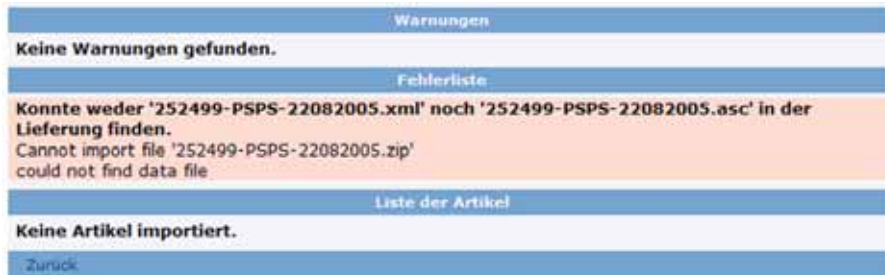 Warnungen
Keine Warnungen gefunden.
Fehlerliste
Konnte weder '252499-PSPS-22082005.xml' noch '252499-PSPS-22082005.asc' in der
Lieferung finden.
Cannot import file '252499-PSPS-22082005.zip'
could not find data file
Liste der Artikel
Keine Artikel importiert.
Zurück